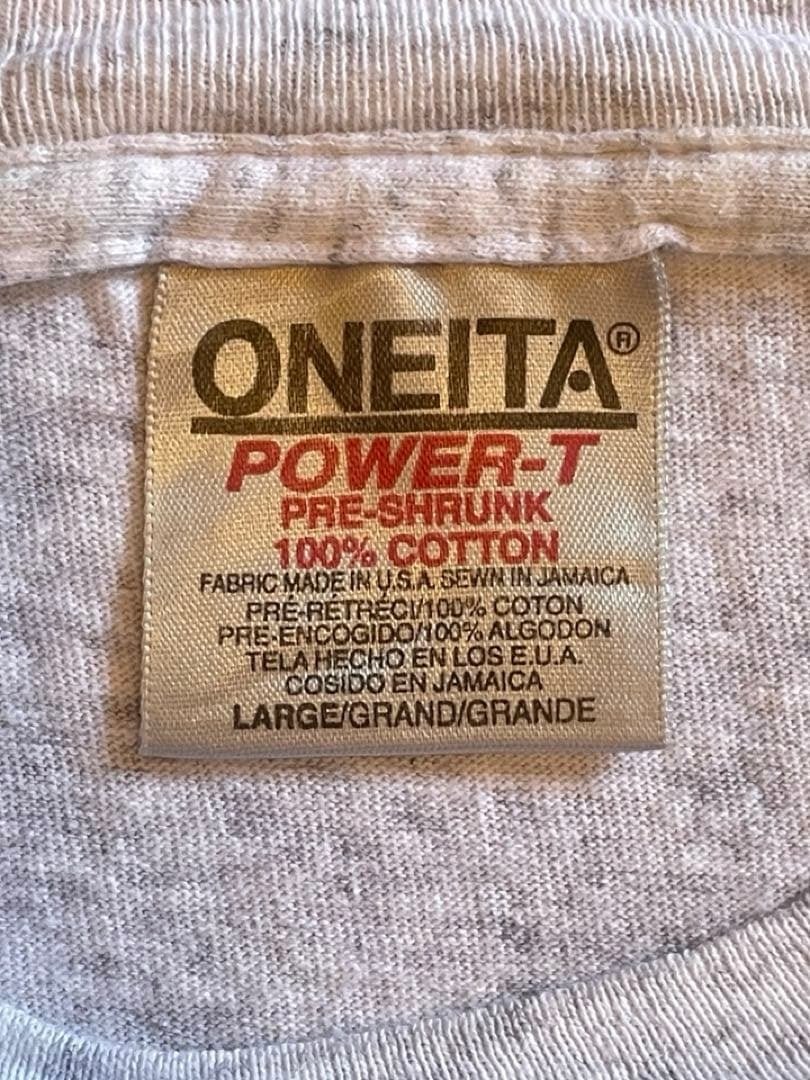 ONEITA®
POWER-T
PRE-SHRUNK
100% COTTON
FABRIC MADE IN U.S.A. SEWN IN JAMAICA
PRÉ-RETRÉCI/100% COTON
PRE-ENCOGIDO/100% ALGODON
TELA HECHO EN LOS E.U.A.
COSIDO EN JAMAICA
LARGE/GRAND/GRANDE